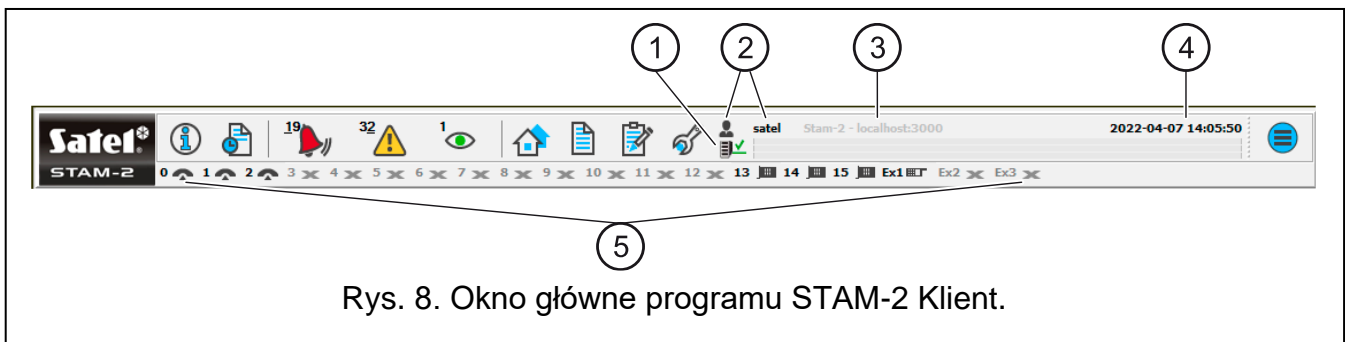 1 2 3 4
Satel®
19 32 1
satel Stam-2 - localhost:3000 2022-04-07 14:05:50
STAM-2 0 1 2 3 4 5 6 7 8 9 10 11 12 13 14 15 Ex1 Ex2 Ex3
5
Rys. 8. Okno główne programu STAM-2 Klient.